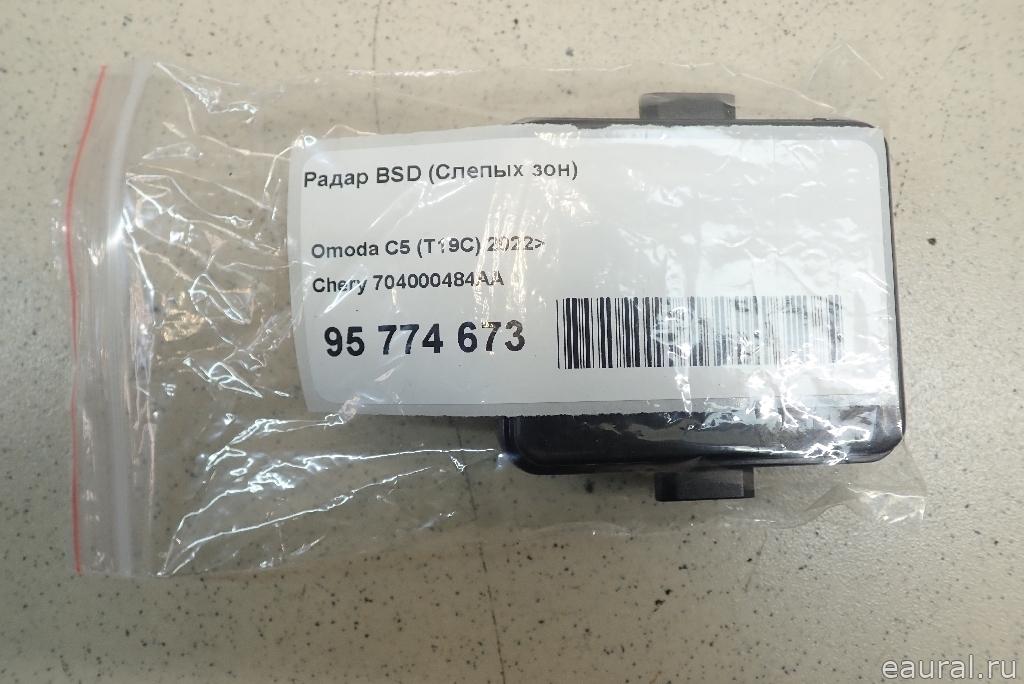 Радар BSD (Слепых зон)
Omoda C5 (T19C) 2022>
Chery 704000484AA
95 774 673
eaural.ru